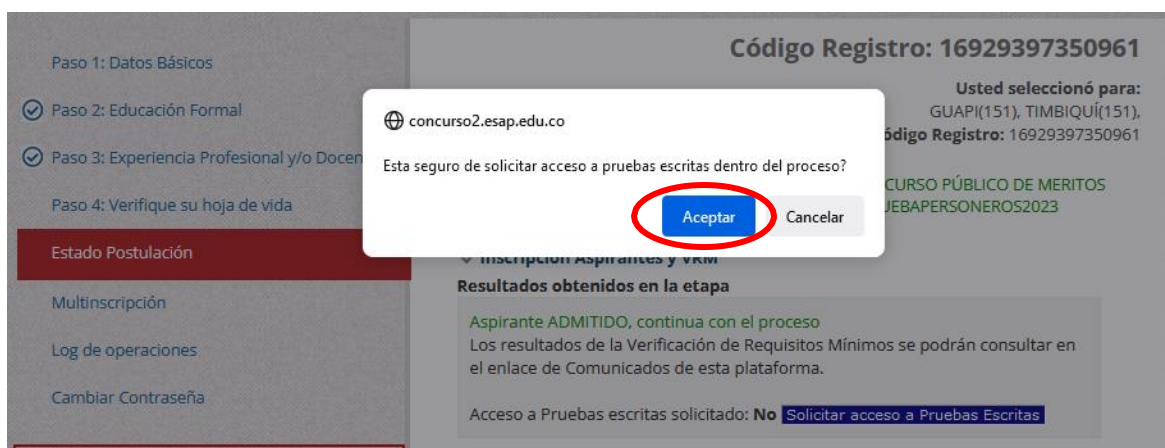 Paso 1: Datos Básicos
Paso 2: Educación Formal
Paso 3: Experiencia Profesional y/o Docen
Paso 4: Verifique su hoja de vida
Estado Postulación
Multinscripción
Log de operaciones
Cambiar Contraseña
Código Registro: 16929397350961
Usted seleccionó para:
GUAPI(151), TIMBIQUÍ(151),
ódigo Registro: 16929397350961
CURSO PÚBLICO DE MERITOS
EBAPERSONEROS2023
concurso2.esap.edu.co
Esta seguro de solicitar acceso a pruebas escritas dentro del proceso?
Aceptar
Cancelar
Inscripción Aspirantes y VRM
Resultados obtenidos en la etapa
Aspirante ADMITIDO, continua con el proceso
Los resultados de la Verificación de Requisitos Mínimos se podrán consultar en
el enlace de Comunicados de esta plataforma.
Acceso a Pruebas escritas solicitado: No Solicitar acceso a Pruebas Escritas